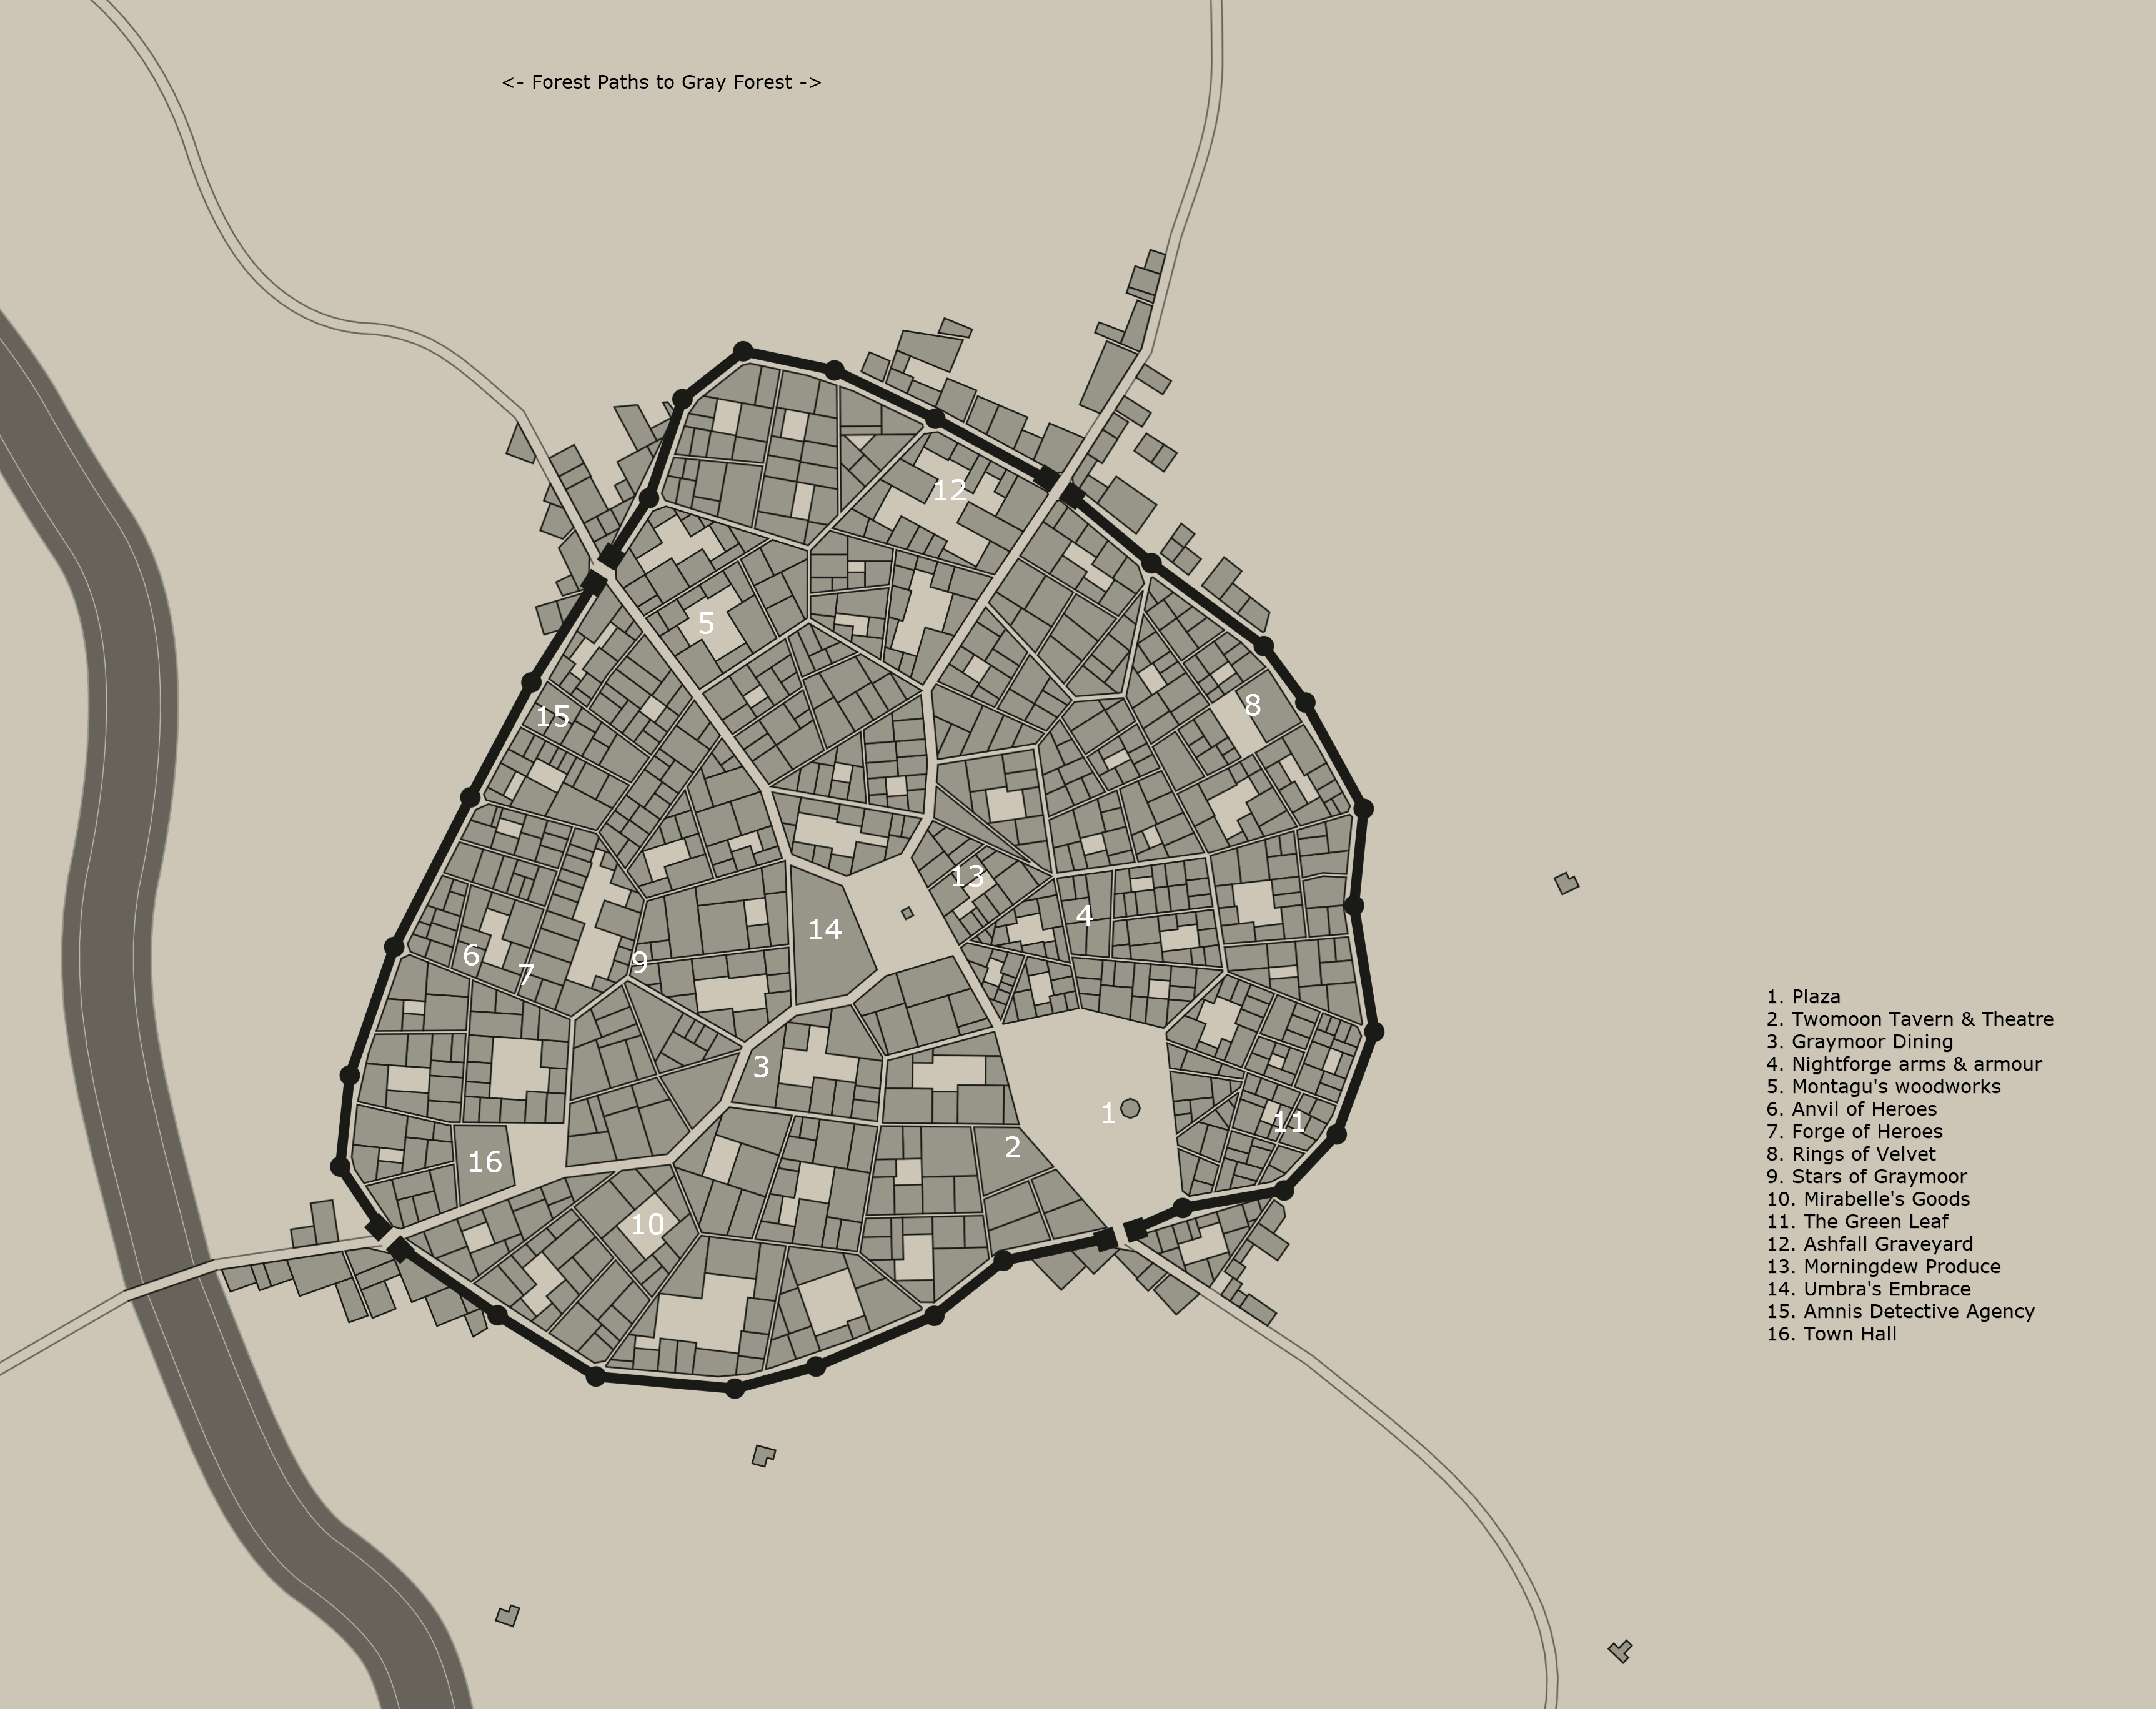 <- Forest Paths to Gray Forest ->
12
5
8
15
13
4
14
6
7
9
3
1
11
2
16
10
1. Plaza
2. Twomoon Tavern & Theatre
3. Graymoor Dining
4. Nightforge arms & armour
5. Montagu's woodworks
6. Anvil of Heroes
7. Forge of Heroes
8. Rings of Velvet
9. Stars of Graymoor
10. Mirabelle's Goods
11. The Green Leaf
12. Ashfall Graveyard
13. Morningdew Produce
14. Umbra's Embrace
15. Amnis Detective Agency
16. Town Hall